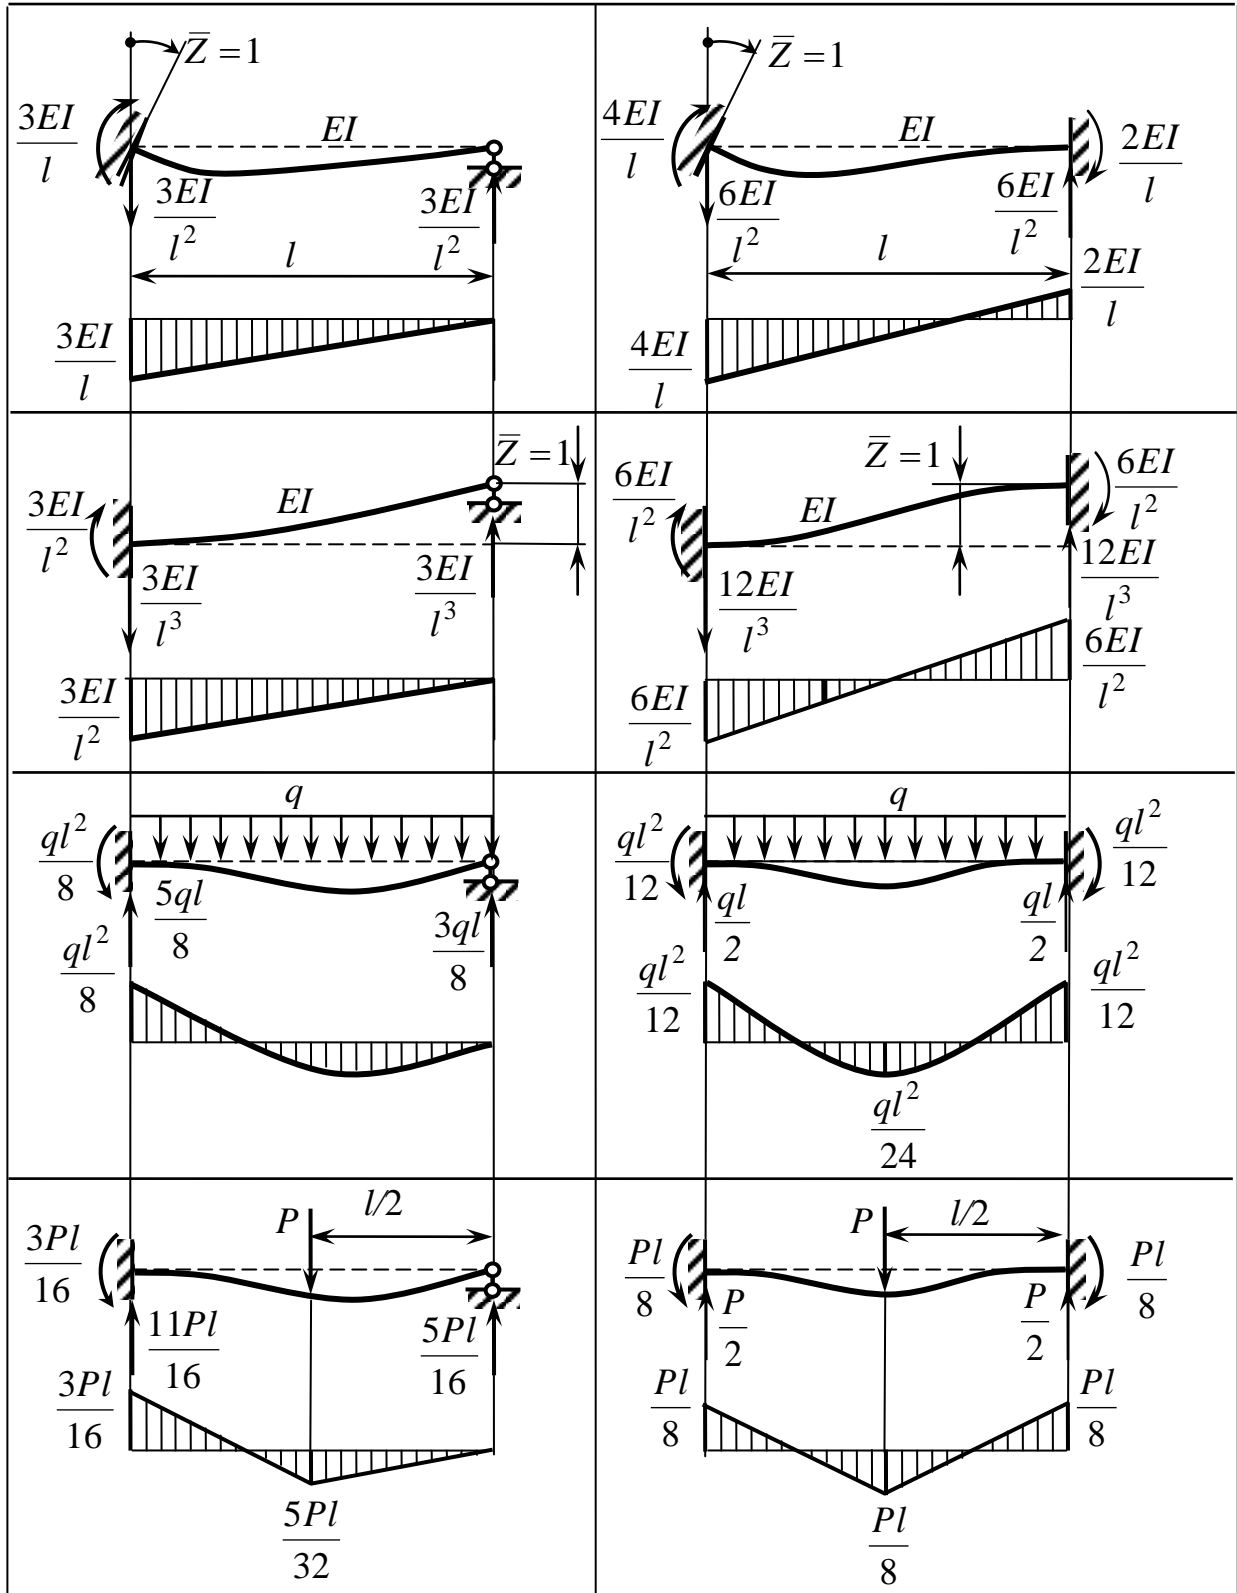 Z̅ = 1
3EI/l
EI
3EI/l²
3EI/l²
l
3EI/l
Z̅ = 1
4EI/l
EI
2EI/l
6EI/l²
6EI/l²
l
2EI/l
4EI/l
Z̅ = 1
3EI/l²
EI
3EI/l³
3EI/l³
3EI/l²
Z̅ = 1
6EI/l²
EI
6EI/l²
12EI/l³
12EI/l³
6EI/l²
6EI/l²
q
ql²/8
5ql/8
3ql/8
ql²/8
q
ql²/12
ql²/12
ql/2
ql/2
ql²/12
ql²/12
ql²/24
P
l/2
3Pl/16
11Pl/16
5Pl/16
3Pl/16
5Pl/32
P
l/2
Pl/8
Pl/8
P/2
P/2
Pl/8
Pl/8
Pl/8